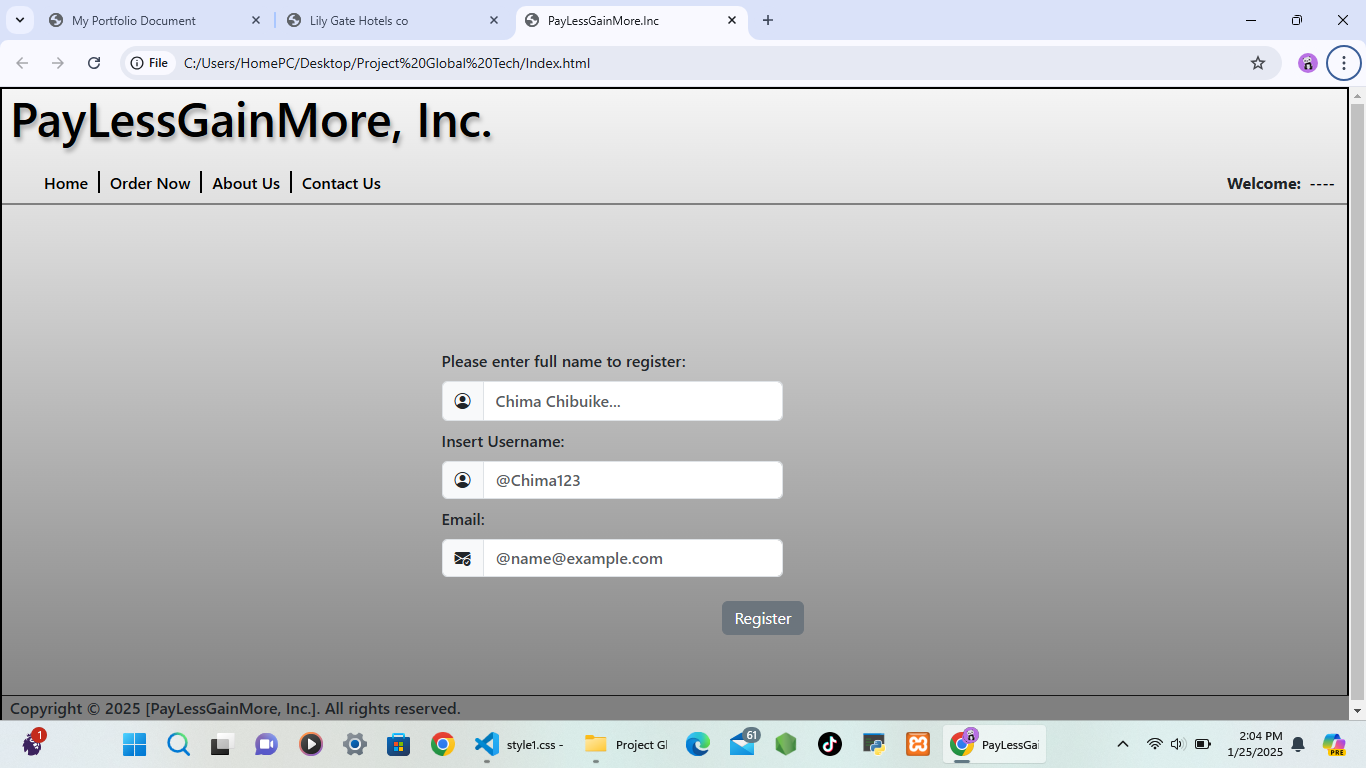 My Portfolio Document
Lily Gate Hotels co
PayLessGainMore.Inc
File
C:/Users/HomePC/Desktop/Project%20Global%20Tech/Index.html
PayLessGainMore, Inc.
Home
Order Now
About Us
Contact Us
Welcome: ----
Please enter full name to register:
Chima Chibuike...
Insert Username:
@Chima123
Email:
@name@example.com
Register
Copyright © 2025 [PayLessGainMore, Inc.]. All rights reserved.
1
style1.css -
Project Gl
61
PayLessGai
2:04 PM
1/25/2025
PRE